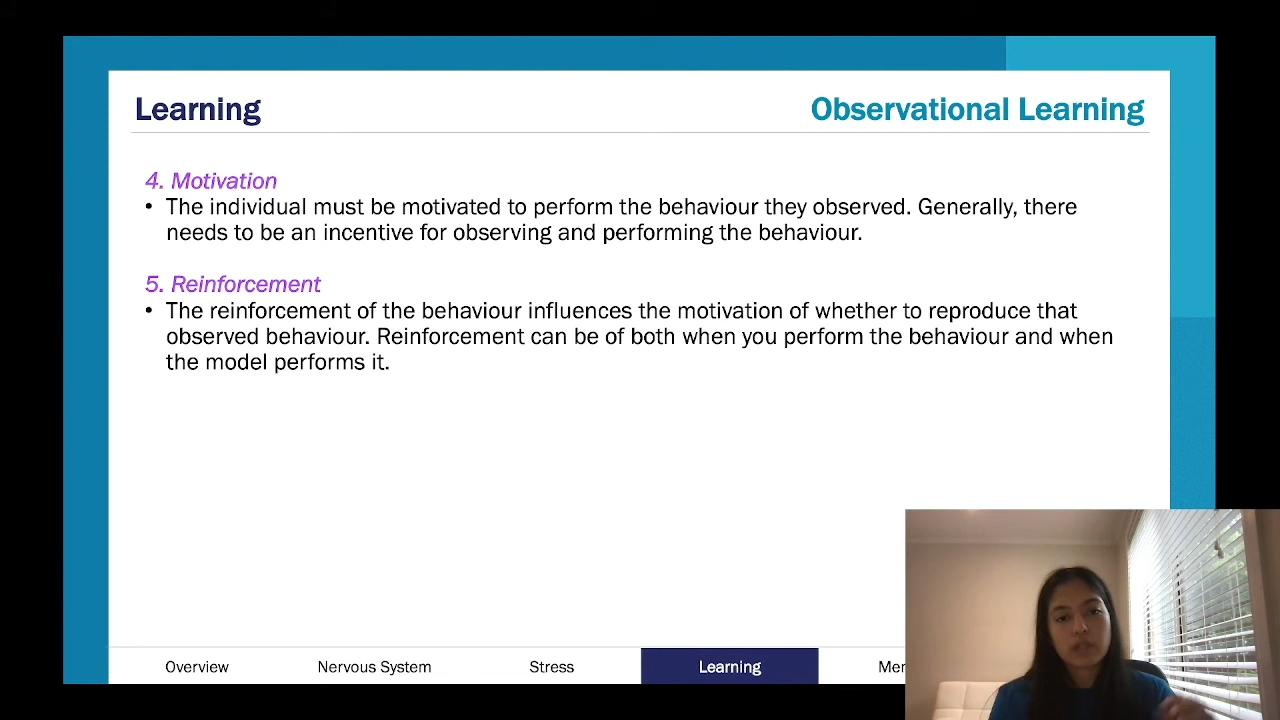 Learning
Observational Learning
4. Motivation
• The individual must be motivated to perform the behaviour they observed. Generally, there
needs to be an incentive for observing and performing the behaviour.
5. Reinforcement
• The reinforcement of the behaviour influences the motivation of whether to reproduce that
observed behaviour. Reinforcement can be of both when you perform the behaviour and when
the model performs it.
Overview
Nervous System
Stress
Learning